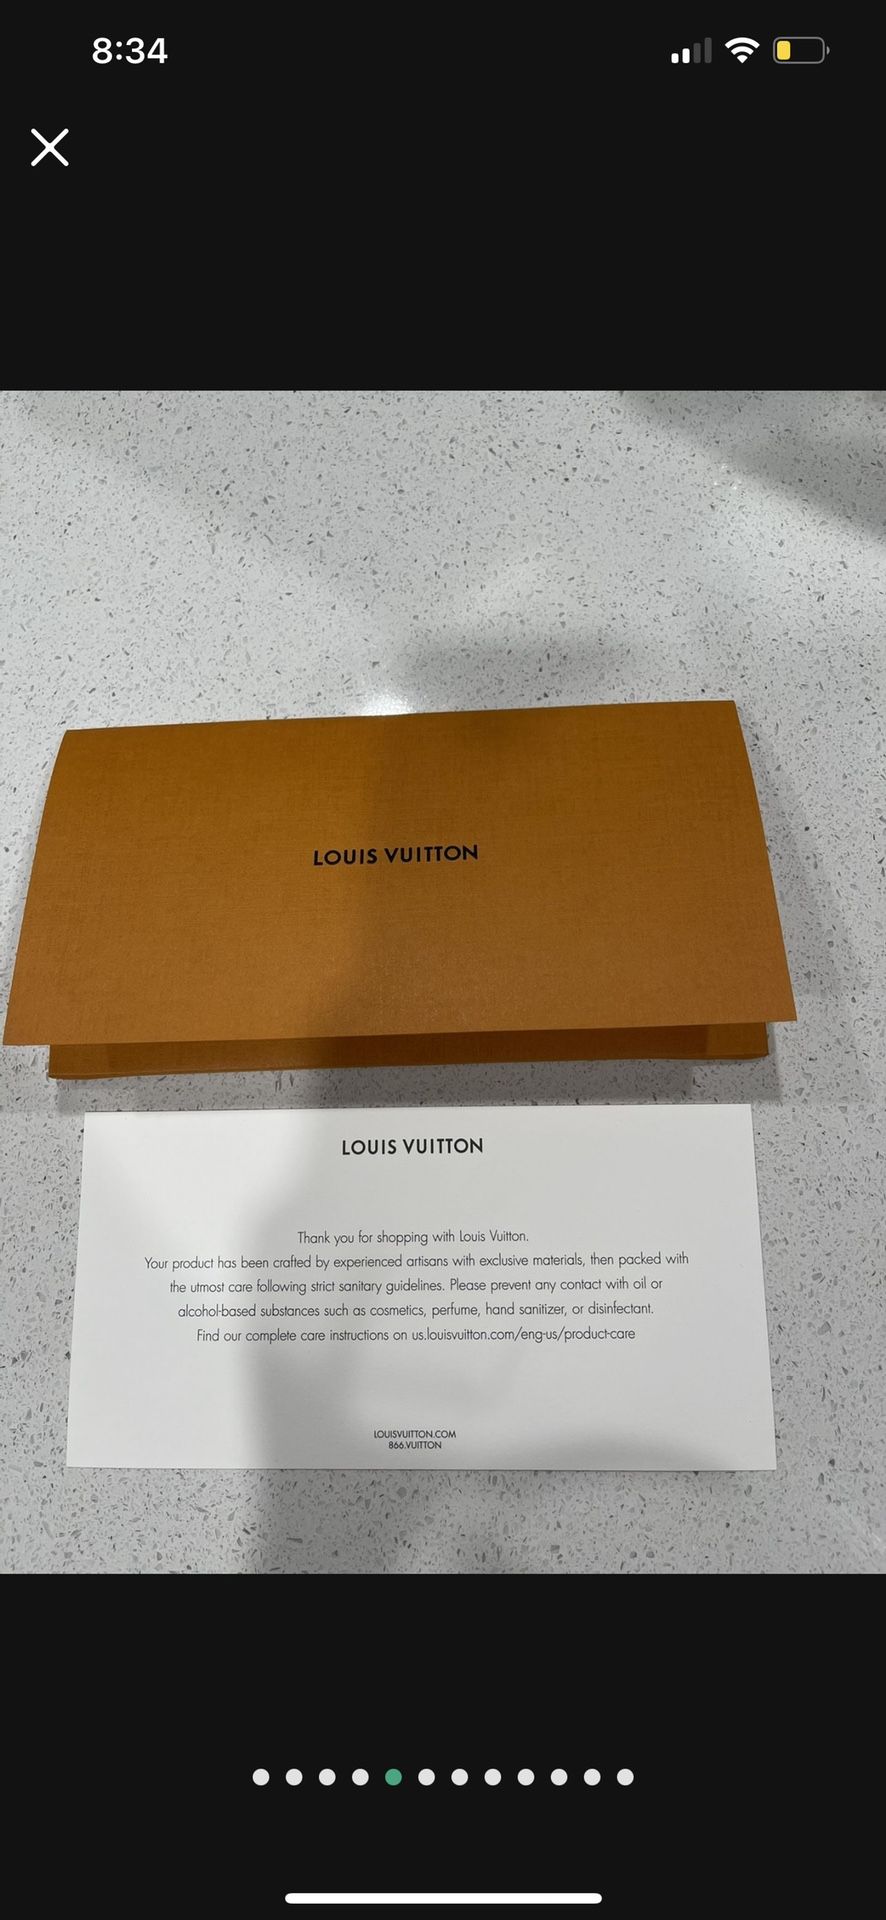 8:34
LOUIS VUITTON
LOUIS VUITTON
Thank you for shopping with Louis Vuitton.
Your product has been crafted by experienced artisans with exclusive materials, then packed with
the utmost care following strict sanitary guidelines. Please prevent any contact with oil or
alcohol-based substances such as cosmetics, perfume, hand sanitizer, or disinfectant.
Find our complete care instructions on us.louisvuitton.com/eng-us/product-care
LOUISVUITTON.COM
866.VUITTON